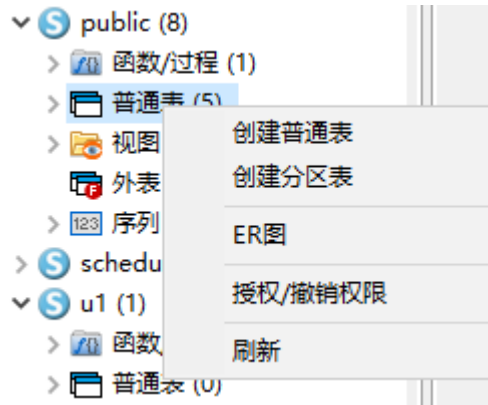 public (8)
函数/过程 (1)
普通表 (5)
视图
外表
123 序列
schedu
u1 (1)
函数
普通表 (0)
创建普通表
创建分区表
ER图
授权/撤销权限
刷新